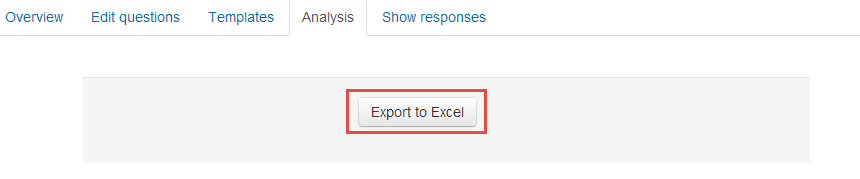 Overview Edit questions Templates Analysis Show responses
Export to Excel